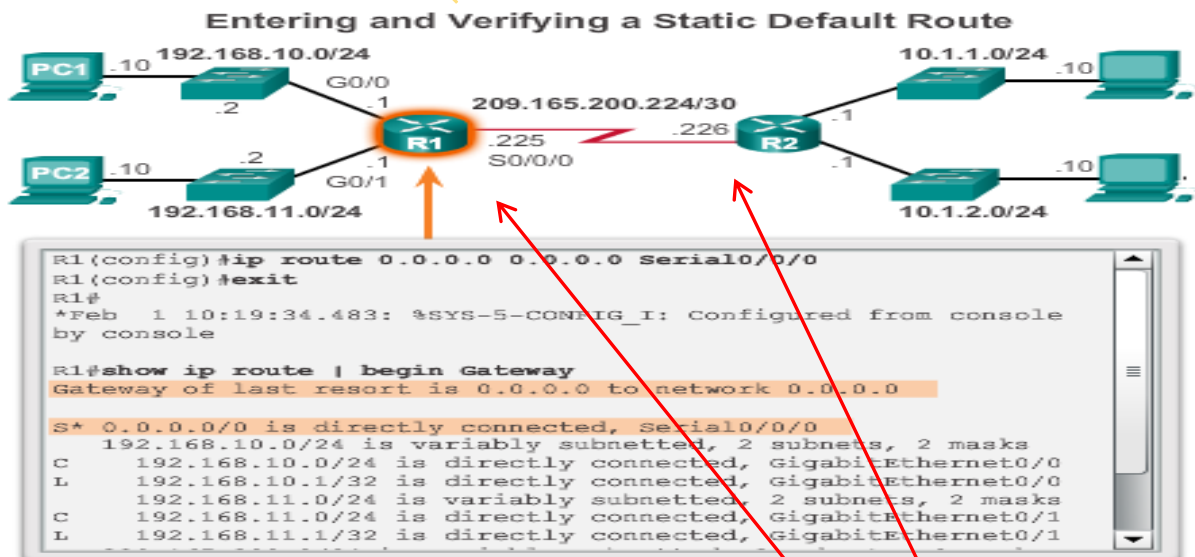 Entering and Verifying a Static Default Route
192.168.10.0/24
10.1.1.0/24
PC1
.10
G0/0
.10
.2
.1
209.165.200.224/30
.1
R1
.225
.226
R2
S0/0/0
PC2
.10
.2
.1
G0/1
.1
.10
192.168.11.0/24
10.1.2.0/24
R1(config)#ip route 0.0.0.0 0.0.0.0 Serial0/0/0
R1(config)#exit
R1#
*Feb 1 10:19:34.483: %SYS-5-CONFIG_I: Configured from console
by console
R1#show ip route | begin Gateway
Gateway of last resort is 0.0.0.0 to network 0.0.0.0
S* 0.0.0.0/0 is directly connected, Serial0/0/0
192.168.10.0/24 is variably subnetted, 2 subnets, 2 masks
C 192.168.10.0/24 is directly connected, GigabitEthernet0/0
L 192.168.10.1/32 is directly connected, GigabitEthernet0/0
192.168.11.0/24 is variably subnetted, 2 subnets, 2 masks
C 192.168.11.0/24 is directly connected, GigabitEthernet0/1
L 192.168.11.1/32 is directly connected, GigabitEthernet0/1